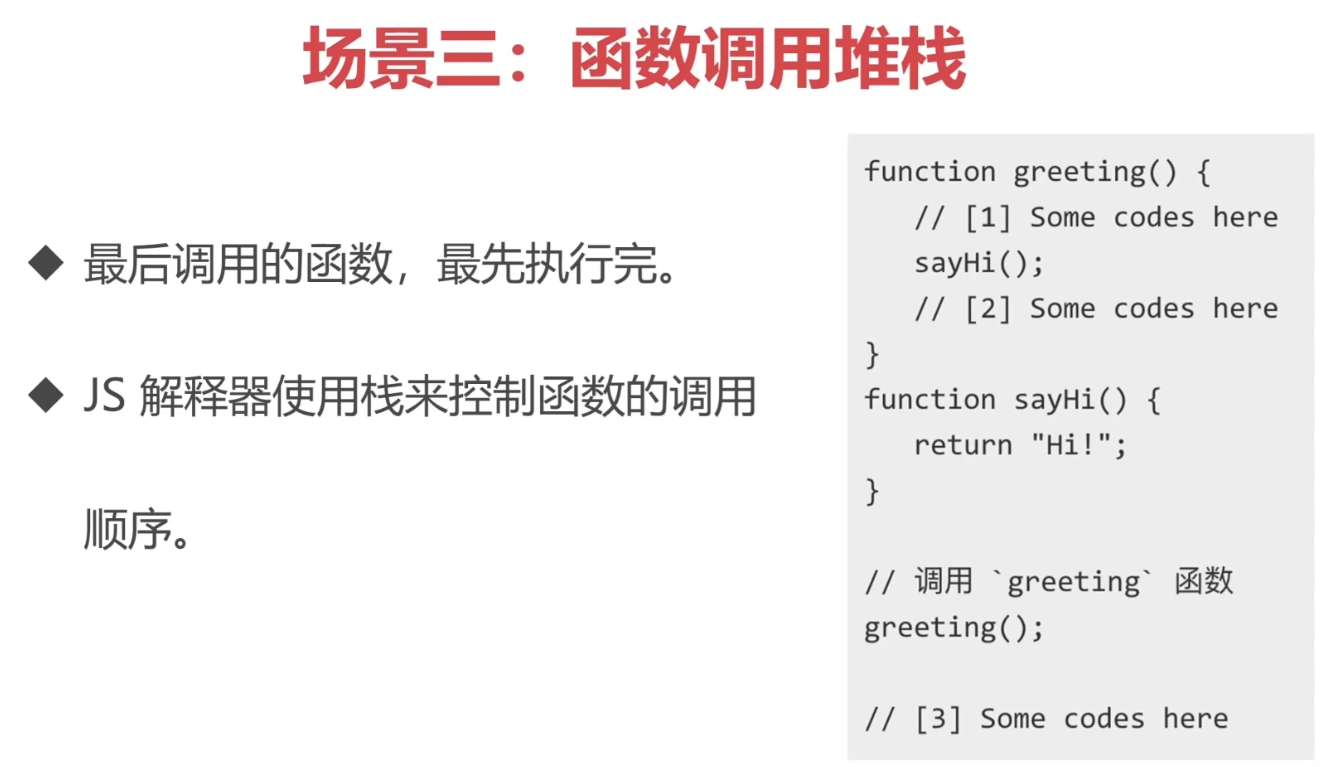 场景三：函数调用堆栈
◆ 最后调用的函数，最先执行完。
◆ JS 解释器使用栈来控制函数的调用
顺序。
function greeting() {
   // [1] Some codes here
   sayHi();
   // [2] Some codes here
}
function sayHi() {
   return "Hi!";
}
// 调用 `greeting` 函数
greeting();
// [3] Some codes here